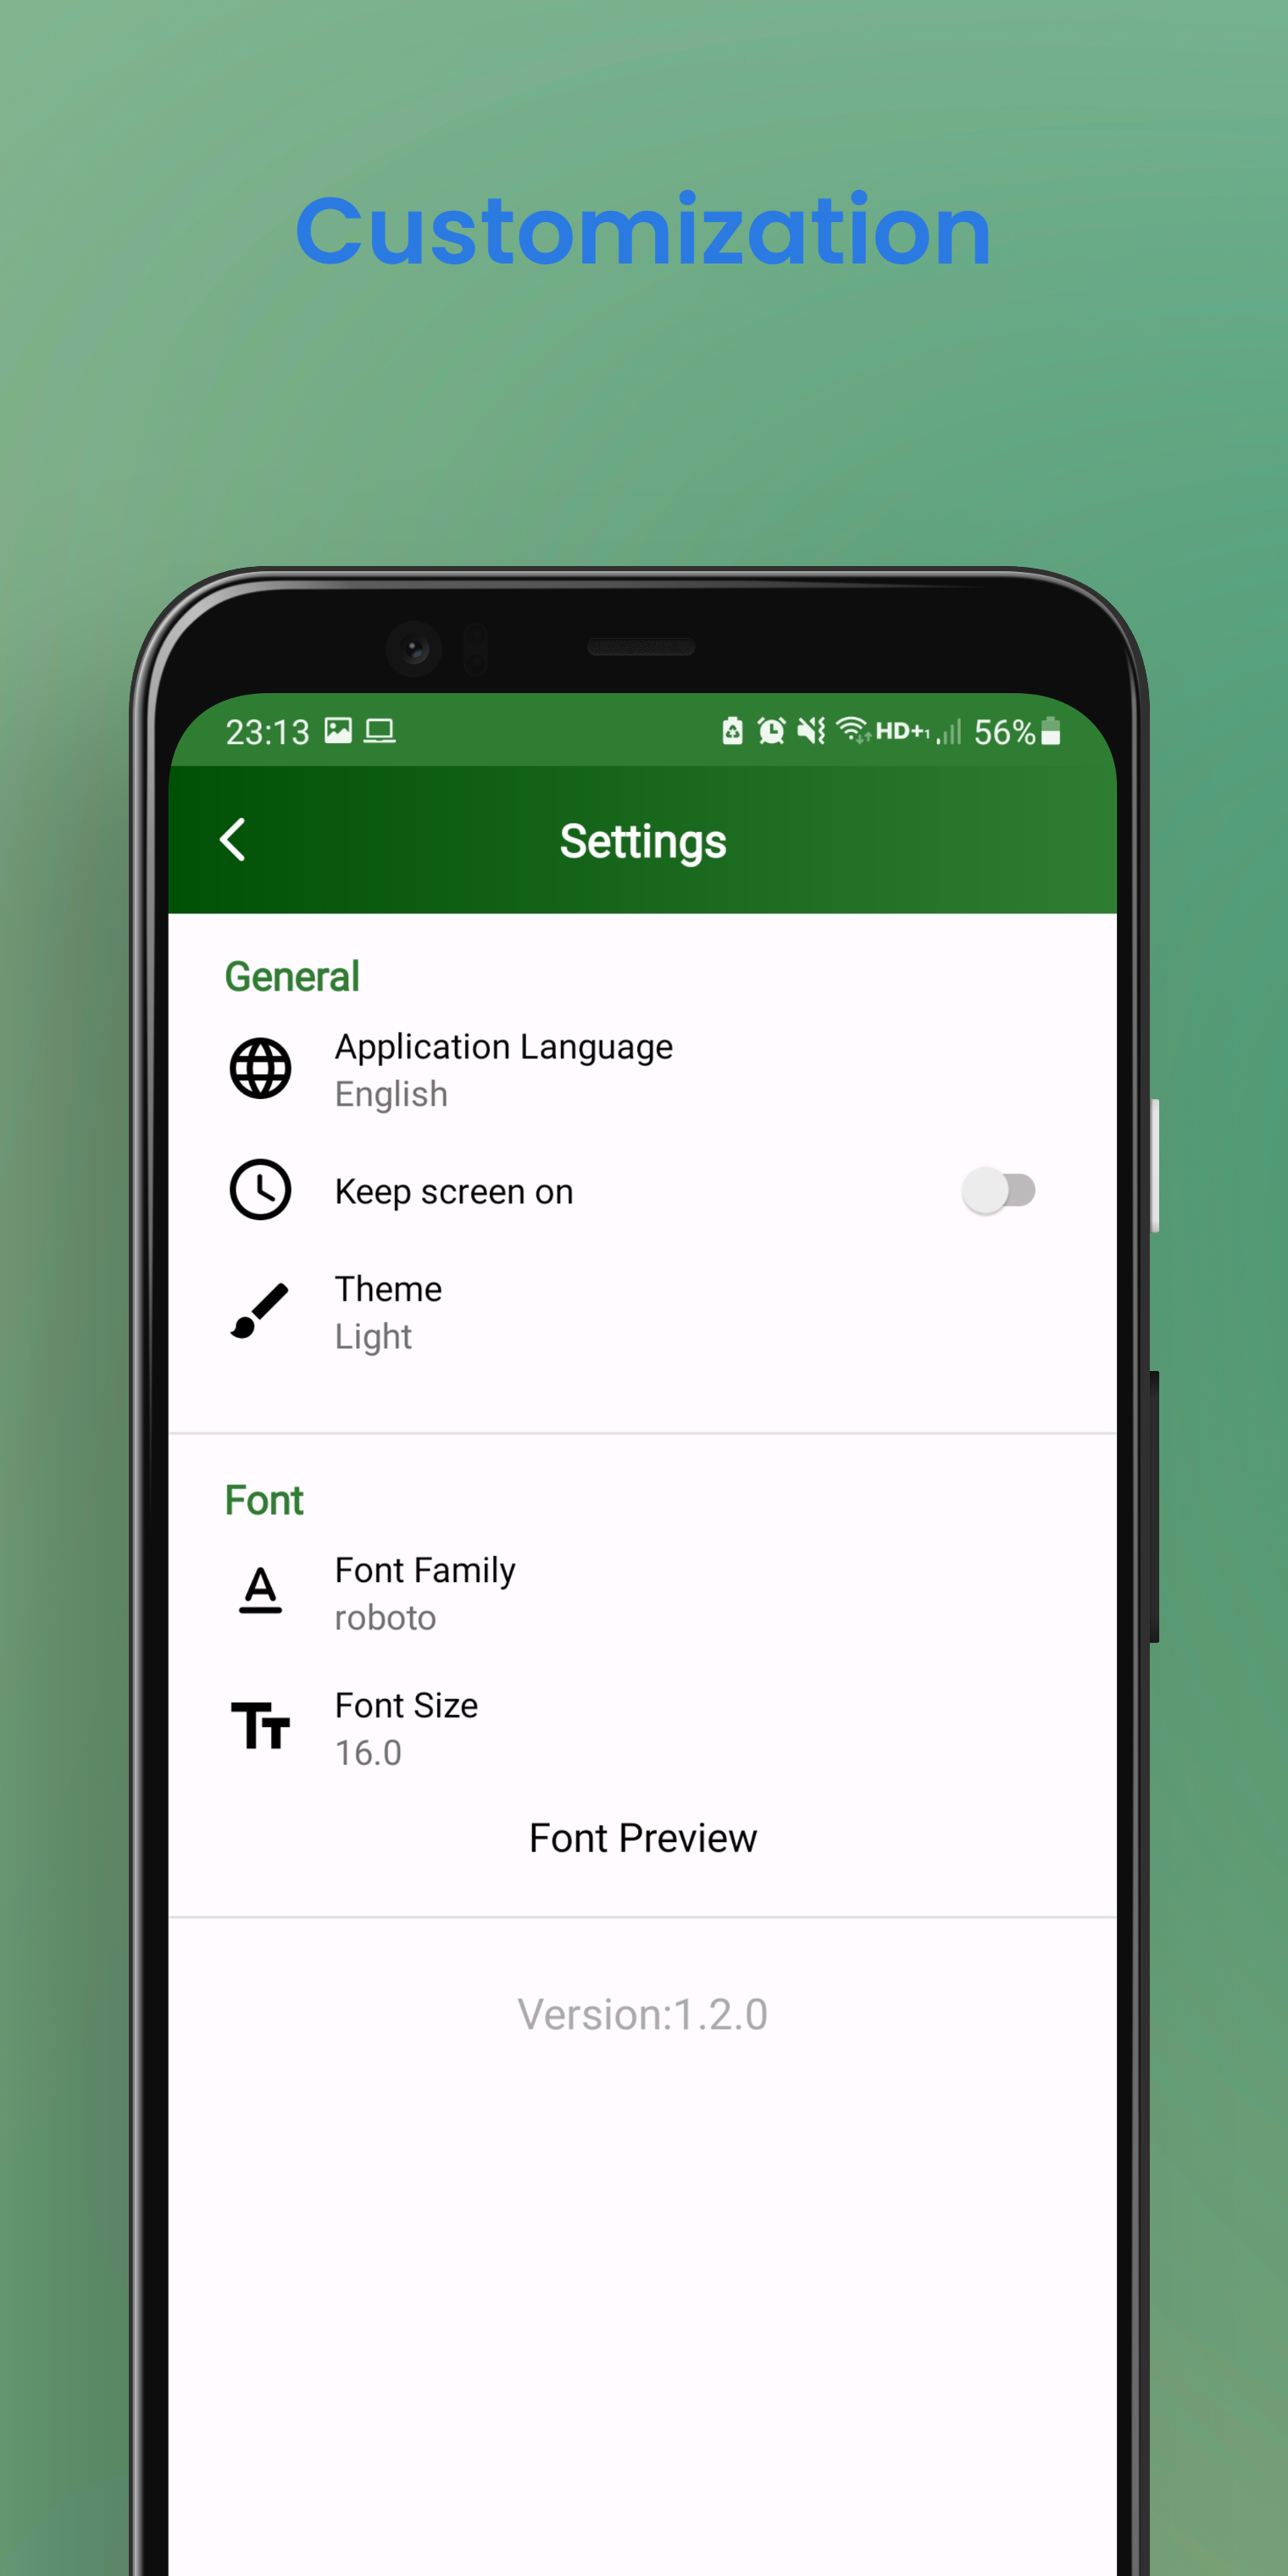 Customization
23:13 HD+1 56%
Settings
General
Application Language
English
Keep screen on
Theme
Light
Font
Font Family
roboto
Font Size
16.0
Font Preview
Version:1.2.0